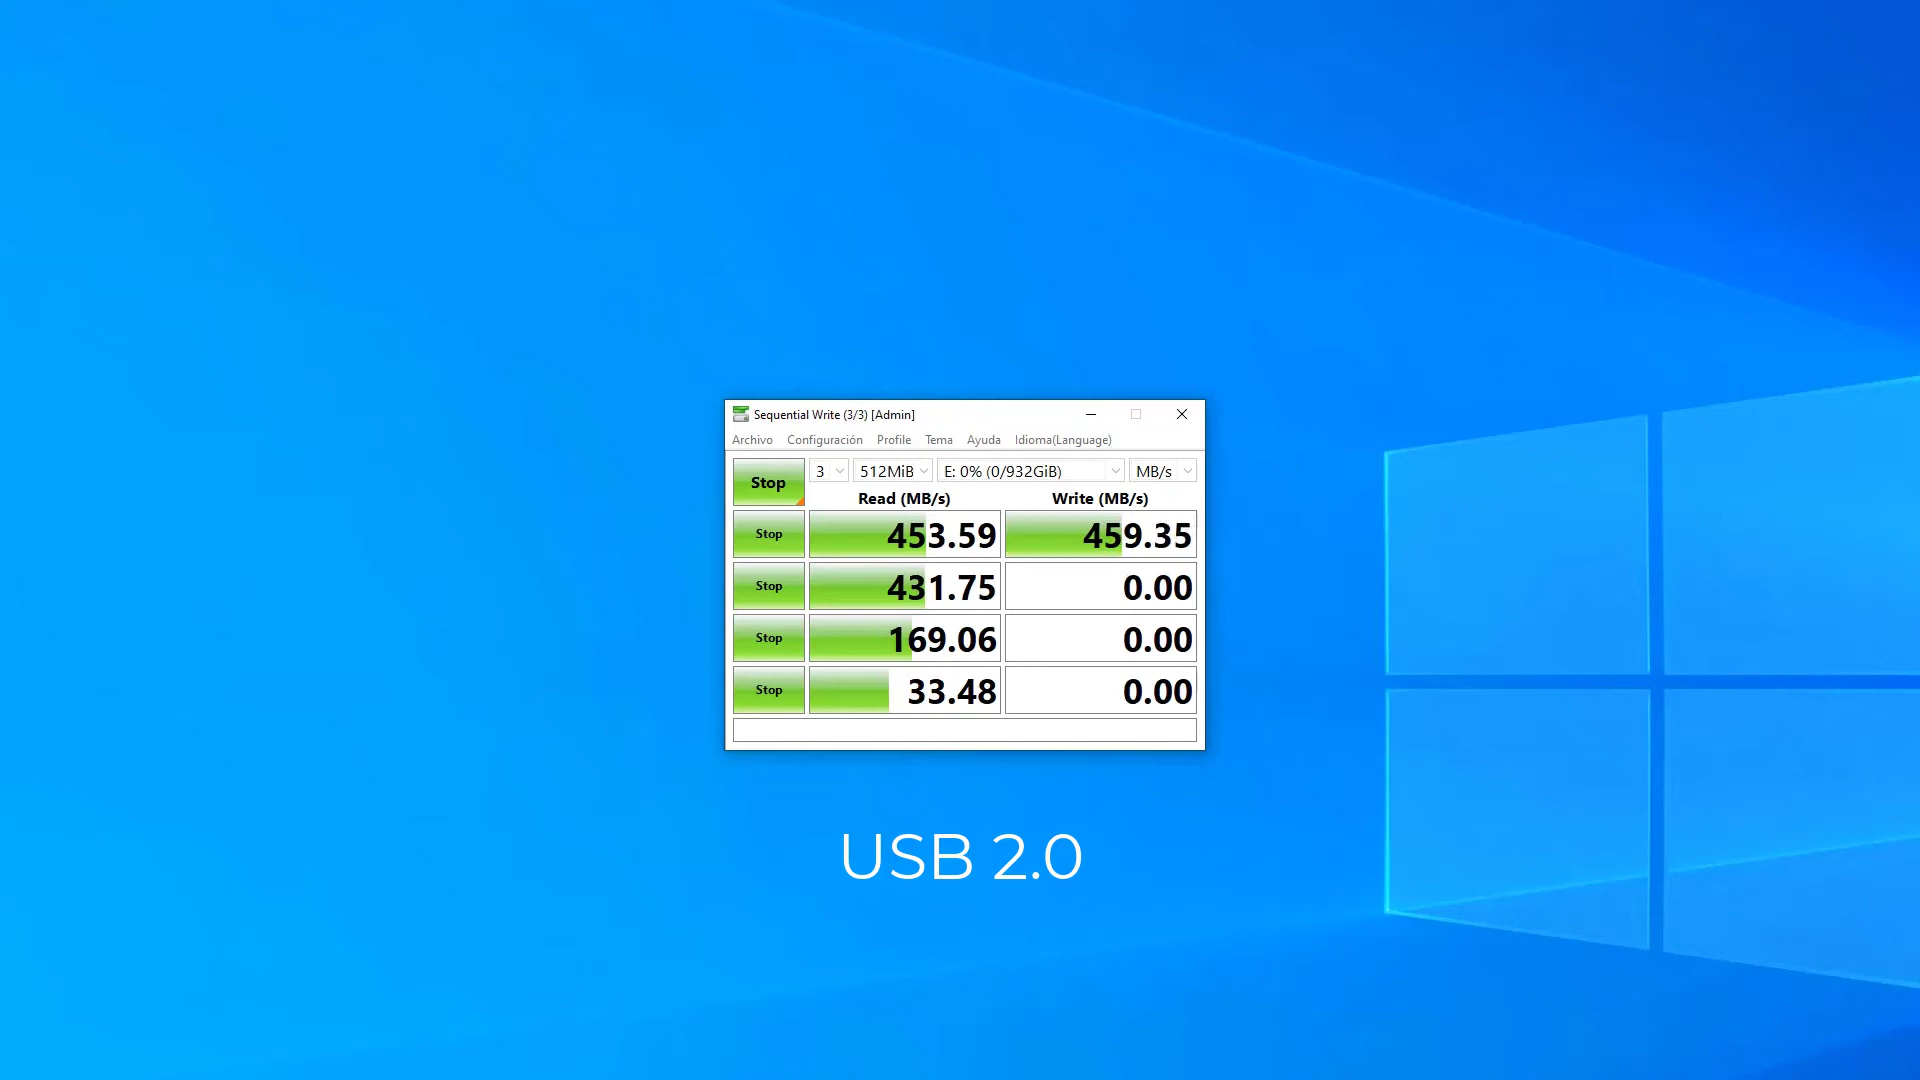 Sequential Write (3/3) [Admin]
Archivo Configuración Profile Tema Ayuda Idioma(Language)
Stop 3 512MiB E: 0% (0/932GiB) MB/s
Read (MB/s) Write (MB/s)
Stop 453.59 459.35
Stop 431.75 0.00
Stop 169.06 0.00
Stop 33.48 0.00
USB 2.0